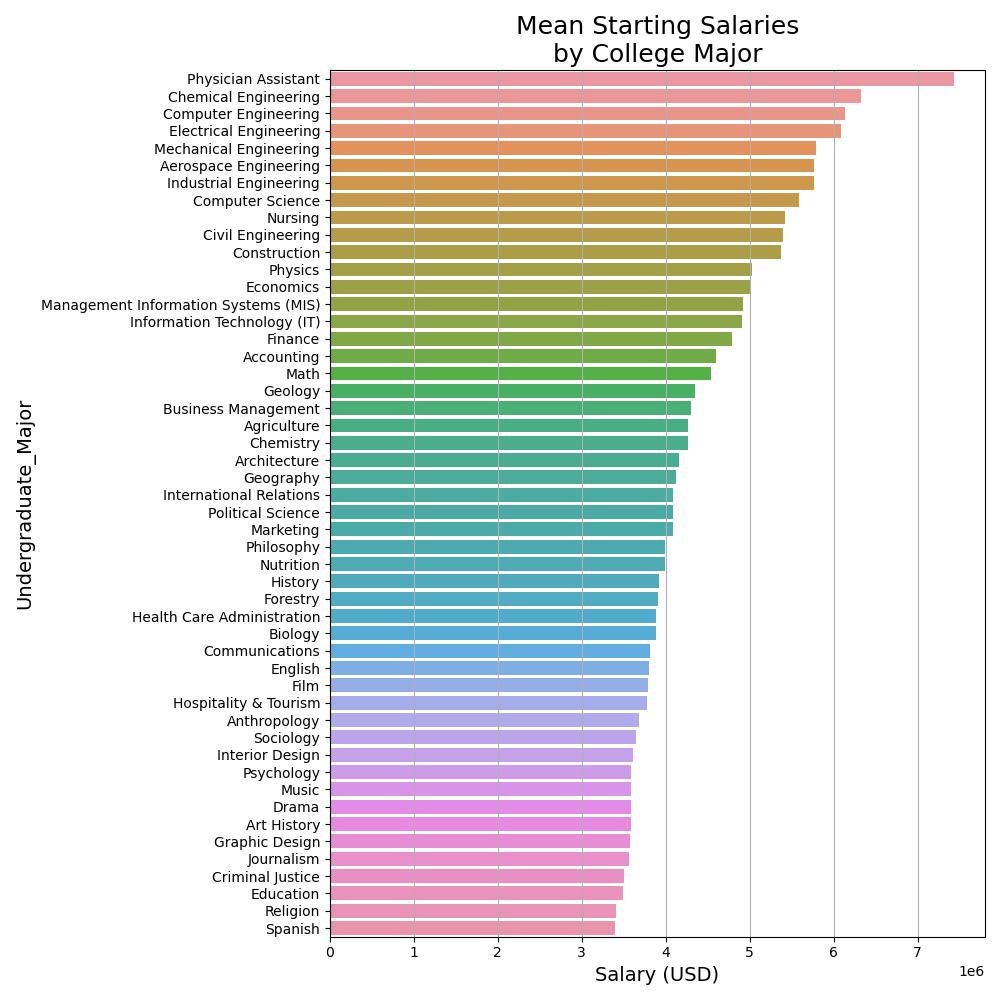 Mean Starting Salaries
by College Major
Undergraduate_Major
Physician Assistant
Chemical Engineering
Computer Engineering
Electrical Engineering
Mechanical Engineering
Aerospace Engineering
Industrial Engineering
Computer Science
Nursing
Civil Engineering
Construction
Physics
Economics
Management Information Systems (MIS)
Information Technology (IT)
Finance
Accounting
Math
Geology
Business Management
Agriculture
Chemistry
Architecture
Geography
International Relations
Political Science
Marketing
Philosophy
Nutrition
History
Forestry
Health Care Administration
Biology
Communications
English
Film
Hospitality & Tourism
Anthropology
Sociology
Interior Design
Psychology
Music
Drama
Art History
Graphic Design
Journalism
Criminal Justice
Education
Religion
Spanish
0 1 2 3 4 5 6 7
1e6
Salary (USD)